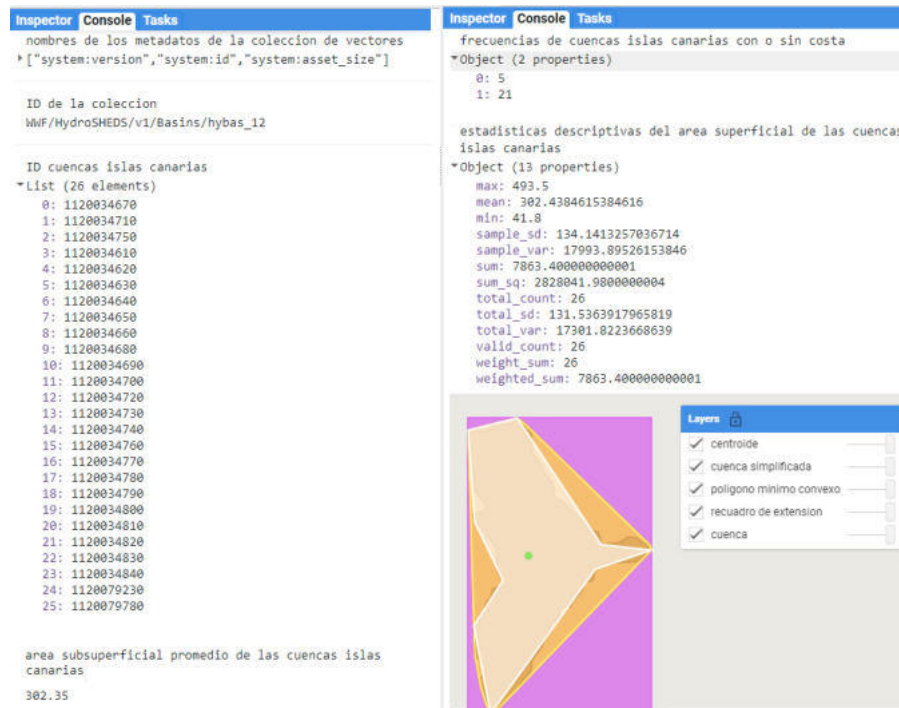 Inspector Console Tasks
nombres de los metadatos de la coleccion de vectores
["system:version","system:id","system:asset_size"]
ID de la coleccion
WWF/HydroSHEDS/v1/Basins/hybas_12
ID cuencas islas canarias
List (26 elements)
0: 1120034670
1: 1120034710
2: 1120034750
3: 1120034610
4: 1120034620
5: 1120034630
6: 1120034640
7: 1120034650
8: 1120034660
9: 1120034680
10: 1120034690
11: 1120034700
12: 1120034720
13: 1120034730
14: 1120034740
15: 1120034760
16: 1120034770
17: 1120034780
18: 1120034790
19: 1120034800
20: 1120034810
21: 1120034820
22: 1120034830
23: 1120034840
24: 1120079230
25: 1120079780
area subsuperficial promedio de las cuencas islas
canarias
302.35
Inspector Console Tasks
frecuencias de cuencas islas canarias con o sin costa
Object (2 properties)
0: 5
1: 21
estadisticas descriptivas del area superficial de las cuencas
islas canarias
Object (13 properties)
max: 493.5
mean: 302.4384615384616
min: 41.8
sample_sd: 134.1413257036714
sample_var: 17993.89526153846
sum: 7863.400000000001
sum_sq: 2828041.9800000004
total_count: 26
total_sd: 131.5363917965819
total_var: 17301.8223668639
valid_count: 26
weight_sum: 26
weighted_sum: 7863.400000000001
Layers
centroide
cuenca simplificada
poligono minimo convexo
recuadro de extension
cuenca